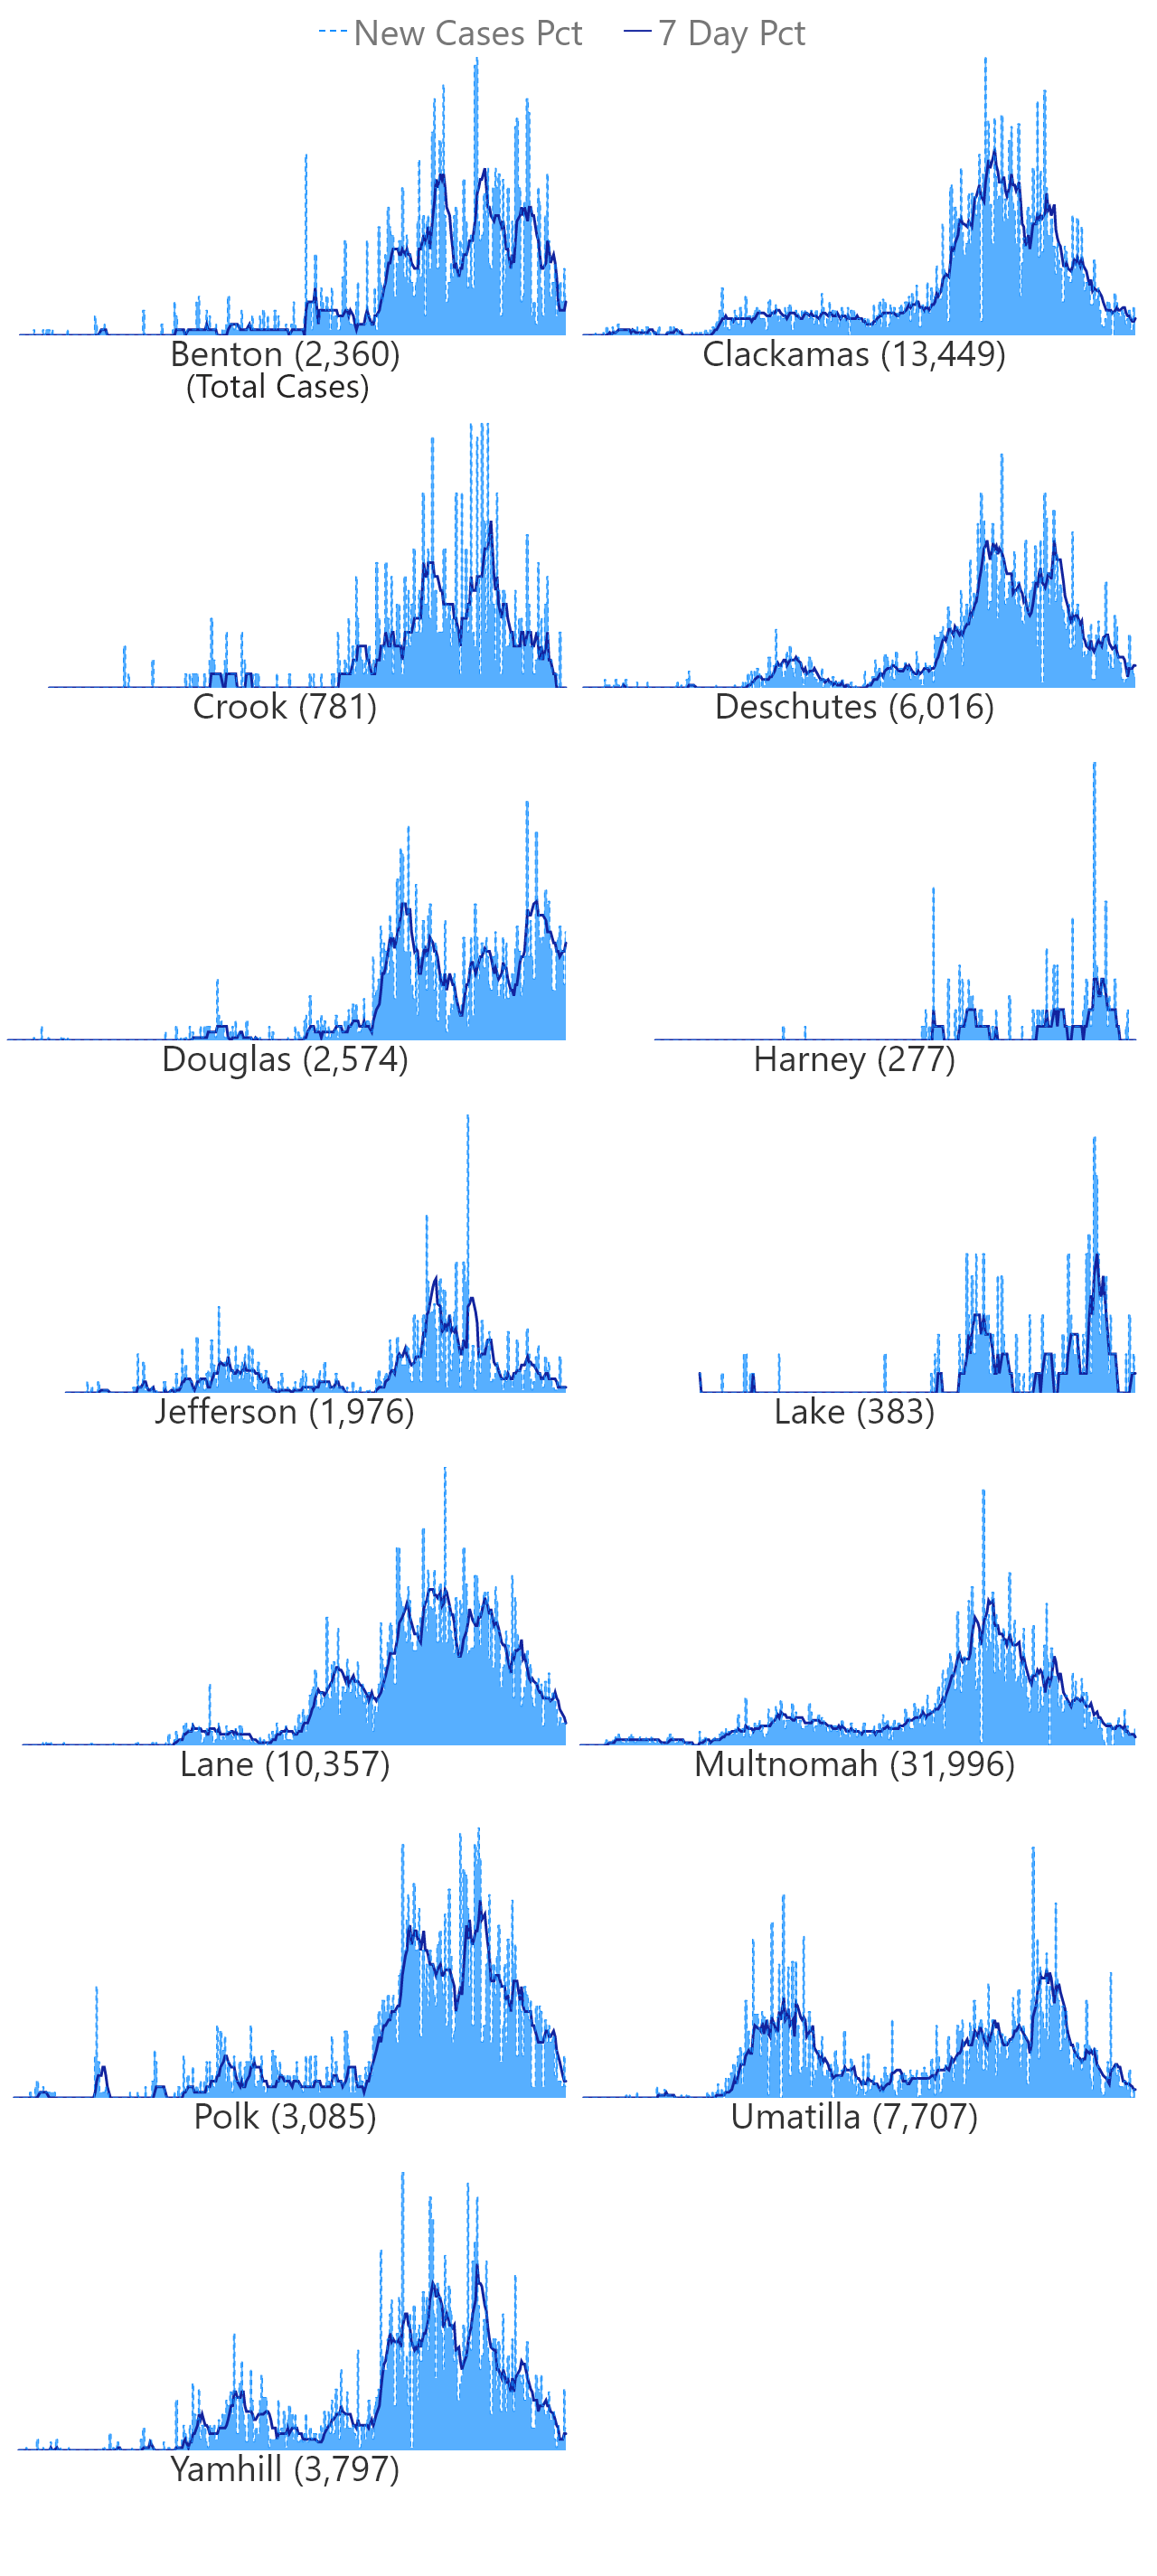 New Cases Pct 7 Day Pct
Benton (2,360) Clackamas (13,449)
(Total Cases)
Crook (781) Deschutes (6,016)
Douglas (2,574) Harney (277)
Jefferson (1,976) Lake (383)
Lane (10,357) Multnomah (31,996)
Polk (3,085) Umatilla (7,707)
Yamhill (3,797)